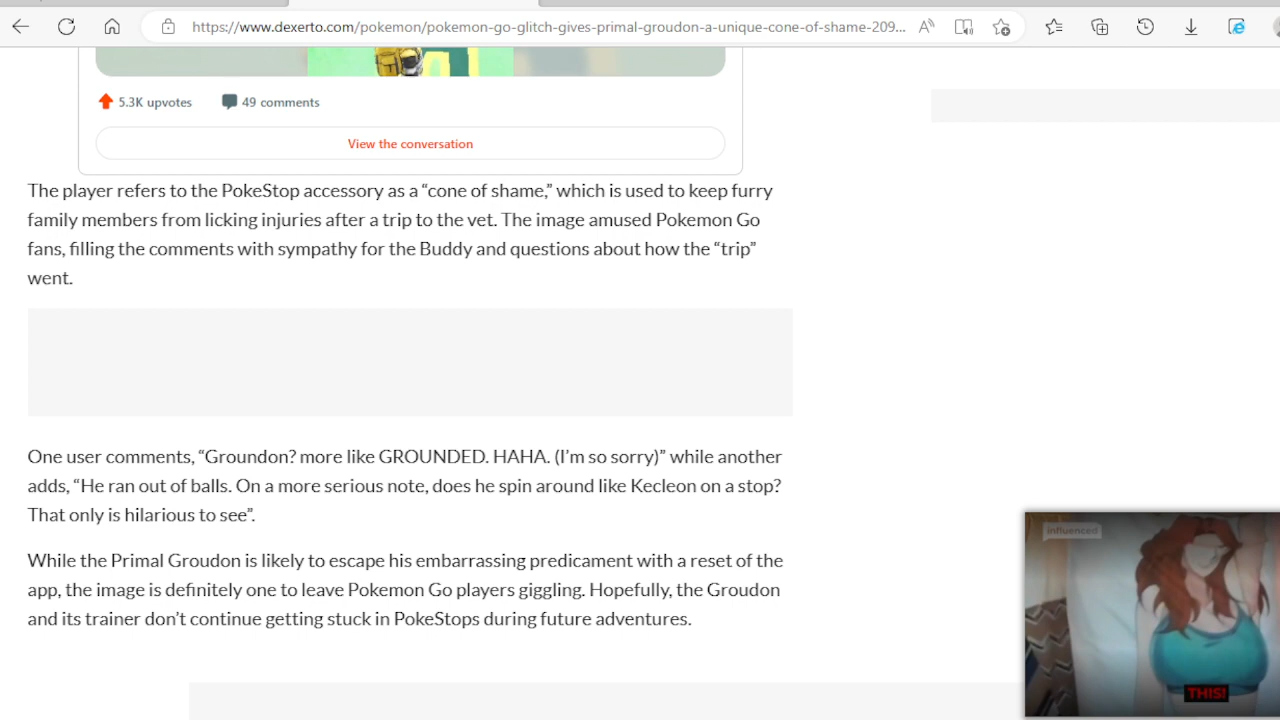 https://www.dexerto.com/pokemon/pokemon-go-glitch-gives-primal-groudon-a-unique-cone-of-shame-209...
5.3K upvotes
49 comments
View the conversation
The player refers to the PokeStop accessory as a “cone of shame,” which is used to keep furry
family members from licking injuries after a trip to the vet. The image amused Pokemon Go
fans, filling the comments with sympathy for the Buddy and questions about how the “trip”
went.
One user comments, “Groundon? more like GROUNDED. HAHA. (I’m so sorry)” while another
adds, “He ran out of balls. On a more serious note, does he spin around like Kecleon on a stop?
That only is hilarious to see”.
While the Primal Groudon is likely to escape his embarrassing predicament with a reset of the
app, the image is definitely one to leave Pokemon Go players giggling. Hopefully, the Groudon
and its trainer don’t continue getting stuck in PokeStops during future adventures.
influenced
THIS!